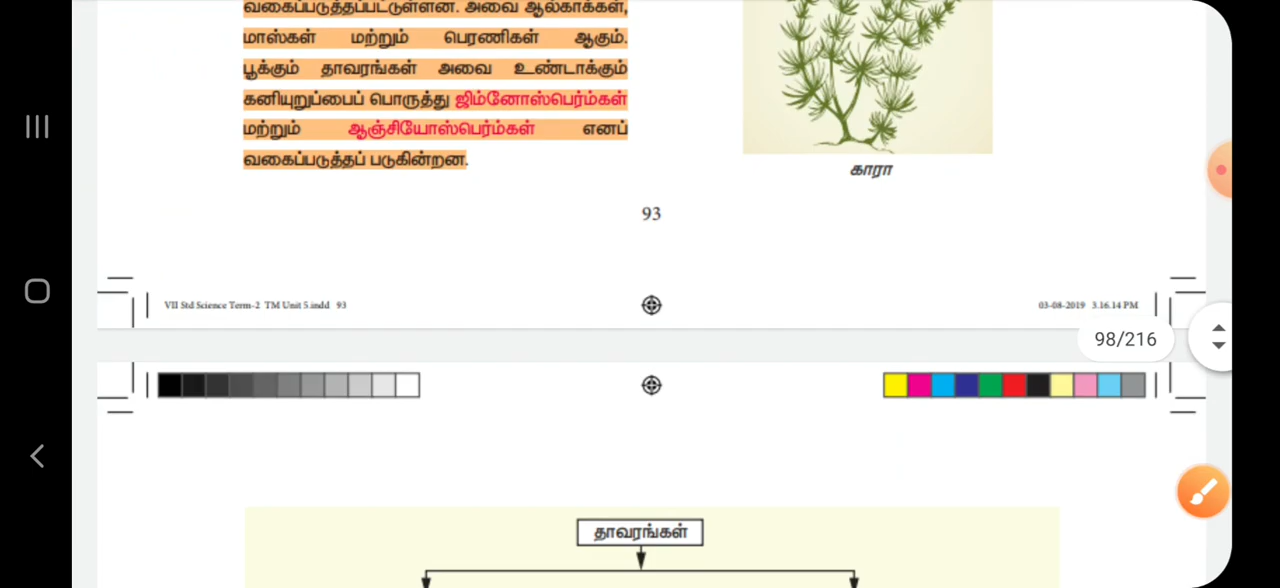 வகைப்படுத்தப்பட்டுள்ளன. அவை ஆல்காக்கள்,
மாஸ்கள் மற்றும் பெரணிகள் ஆகும்.
பூக்கும் தாவரங்கள் அவை உண்டாக்கும்
கனியுறுப்பைப் பொருத்து ஜிம்னோஸ்பெர்ம்கள்
மற்றும் ஆஞ்சியோஸ்பெர்ம்கள் எனப்
வகைப்படுத்தப் படுகின்றன.
காரா
93
VII Std Science Term-2 TM Unit 5.indd 93
03-08-2019 3.16.14 PM
98/216
தாவரங்கள்